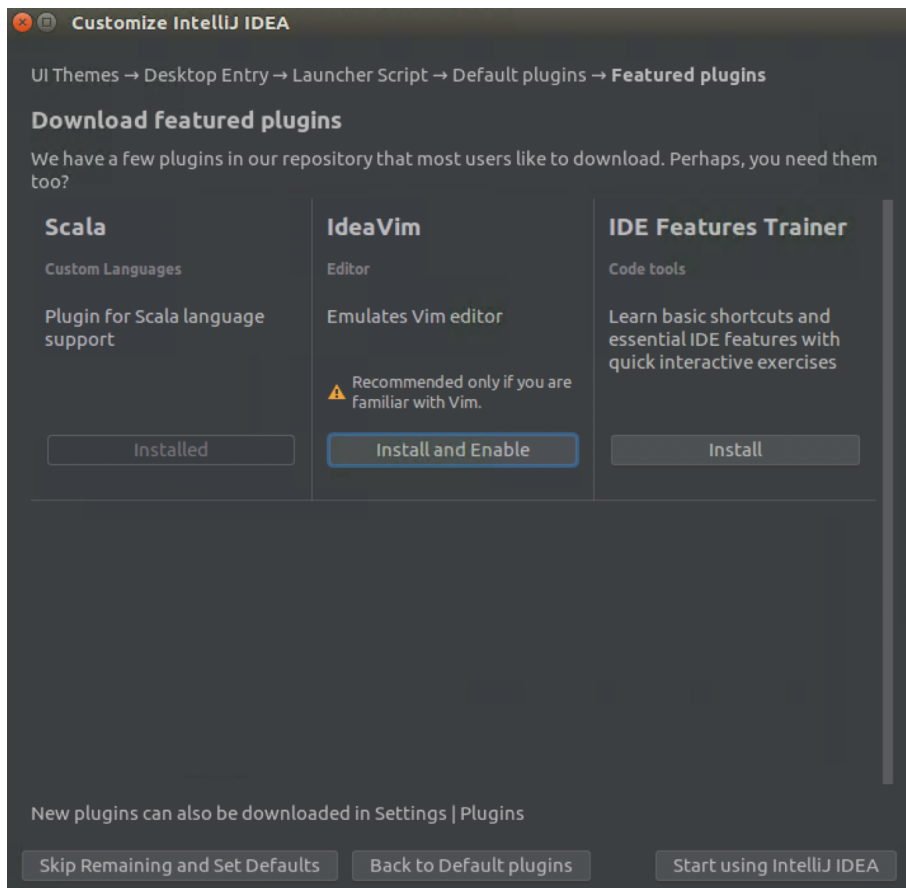 Customize IntelliJ IDEA
UI Themes → Desktop Entry → Launcher Script → Default plugins → Featured plugins
Download featured plugins
We have a few plugins in our repository that most users like to download. Perhaps, you need them
too?
Scala
Custom Languages
Plugin for Scala language
support
Installed
IdeaVim
Editor
Emulates Vim editor
Recommended only if you are
familiar with Vim.
Install and Enable
IDE Features Trainer
Code tools
Learn basic shortcuts and
essential IDE features with
quick interactive exercises
Install
New plugins can also be downloaded in Settings | Plugins
Skip Remaining and Set Defaults
Back to Default plugins
Start using IntelliJ IDEA